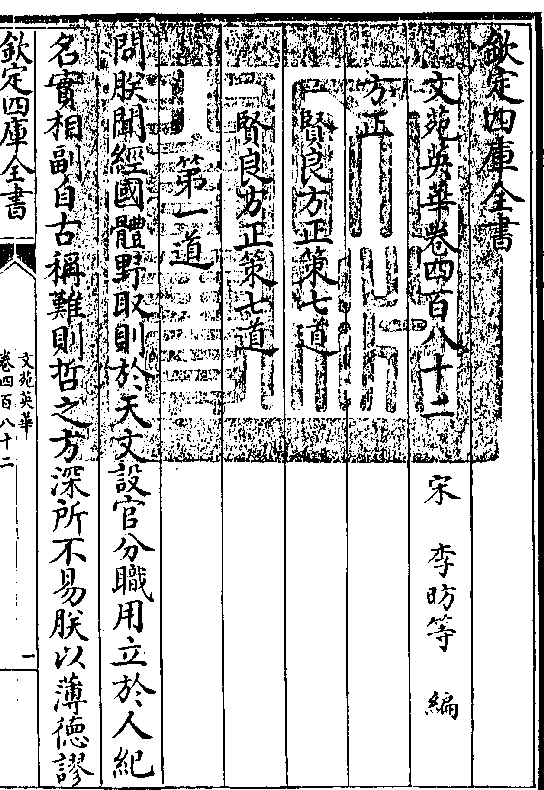 欽定四庫全書
文苑英華卷四百八十二
宋 李昉等 編
方正
賢良方正策七道
賢良方正策七道
第一道
問朕聞經國體野取則於天文設官分職用立於人紀
名實相副自古稱難則哲之方深所不易朕以薄德謬
欽定四庫全書
文苑英華
卷四百八十二
一